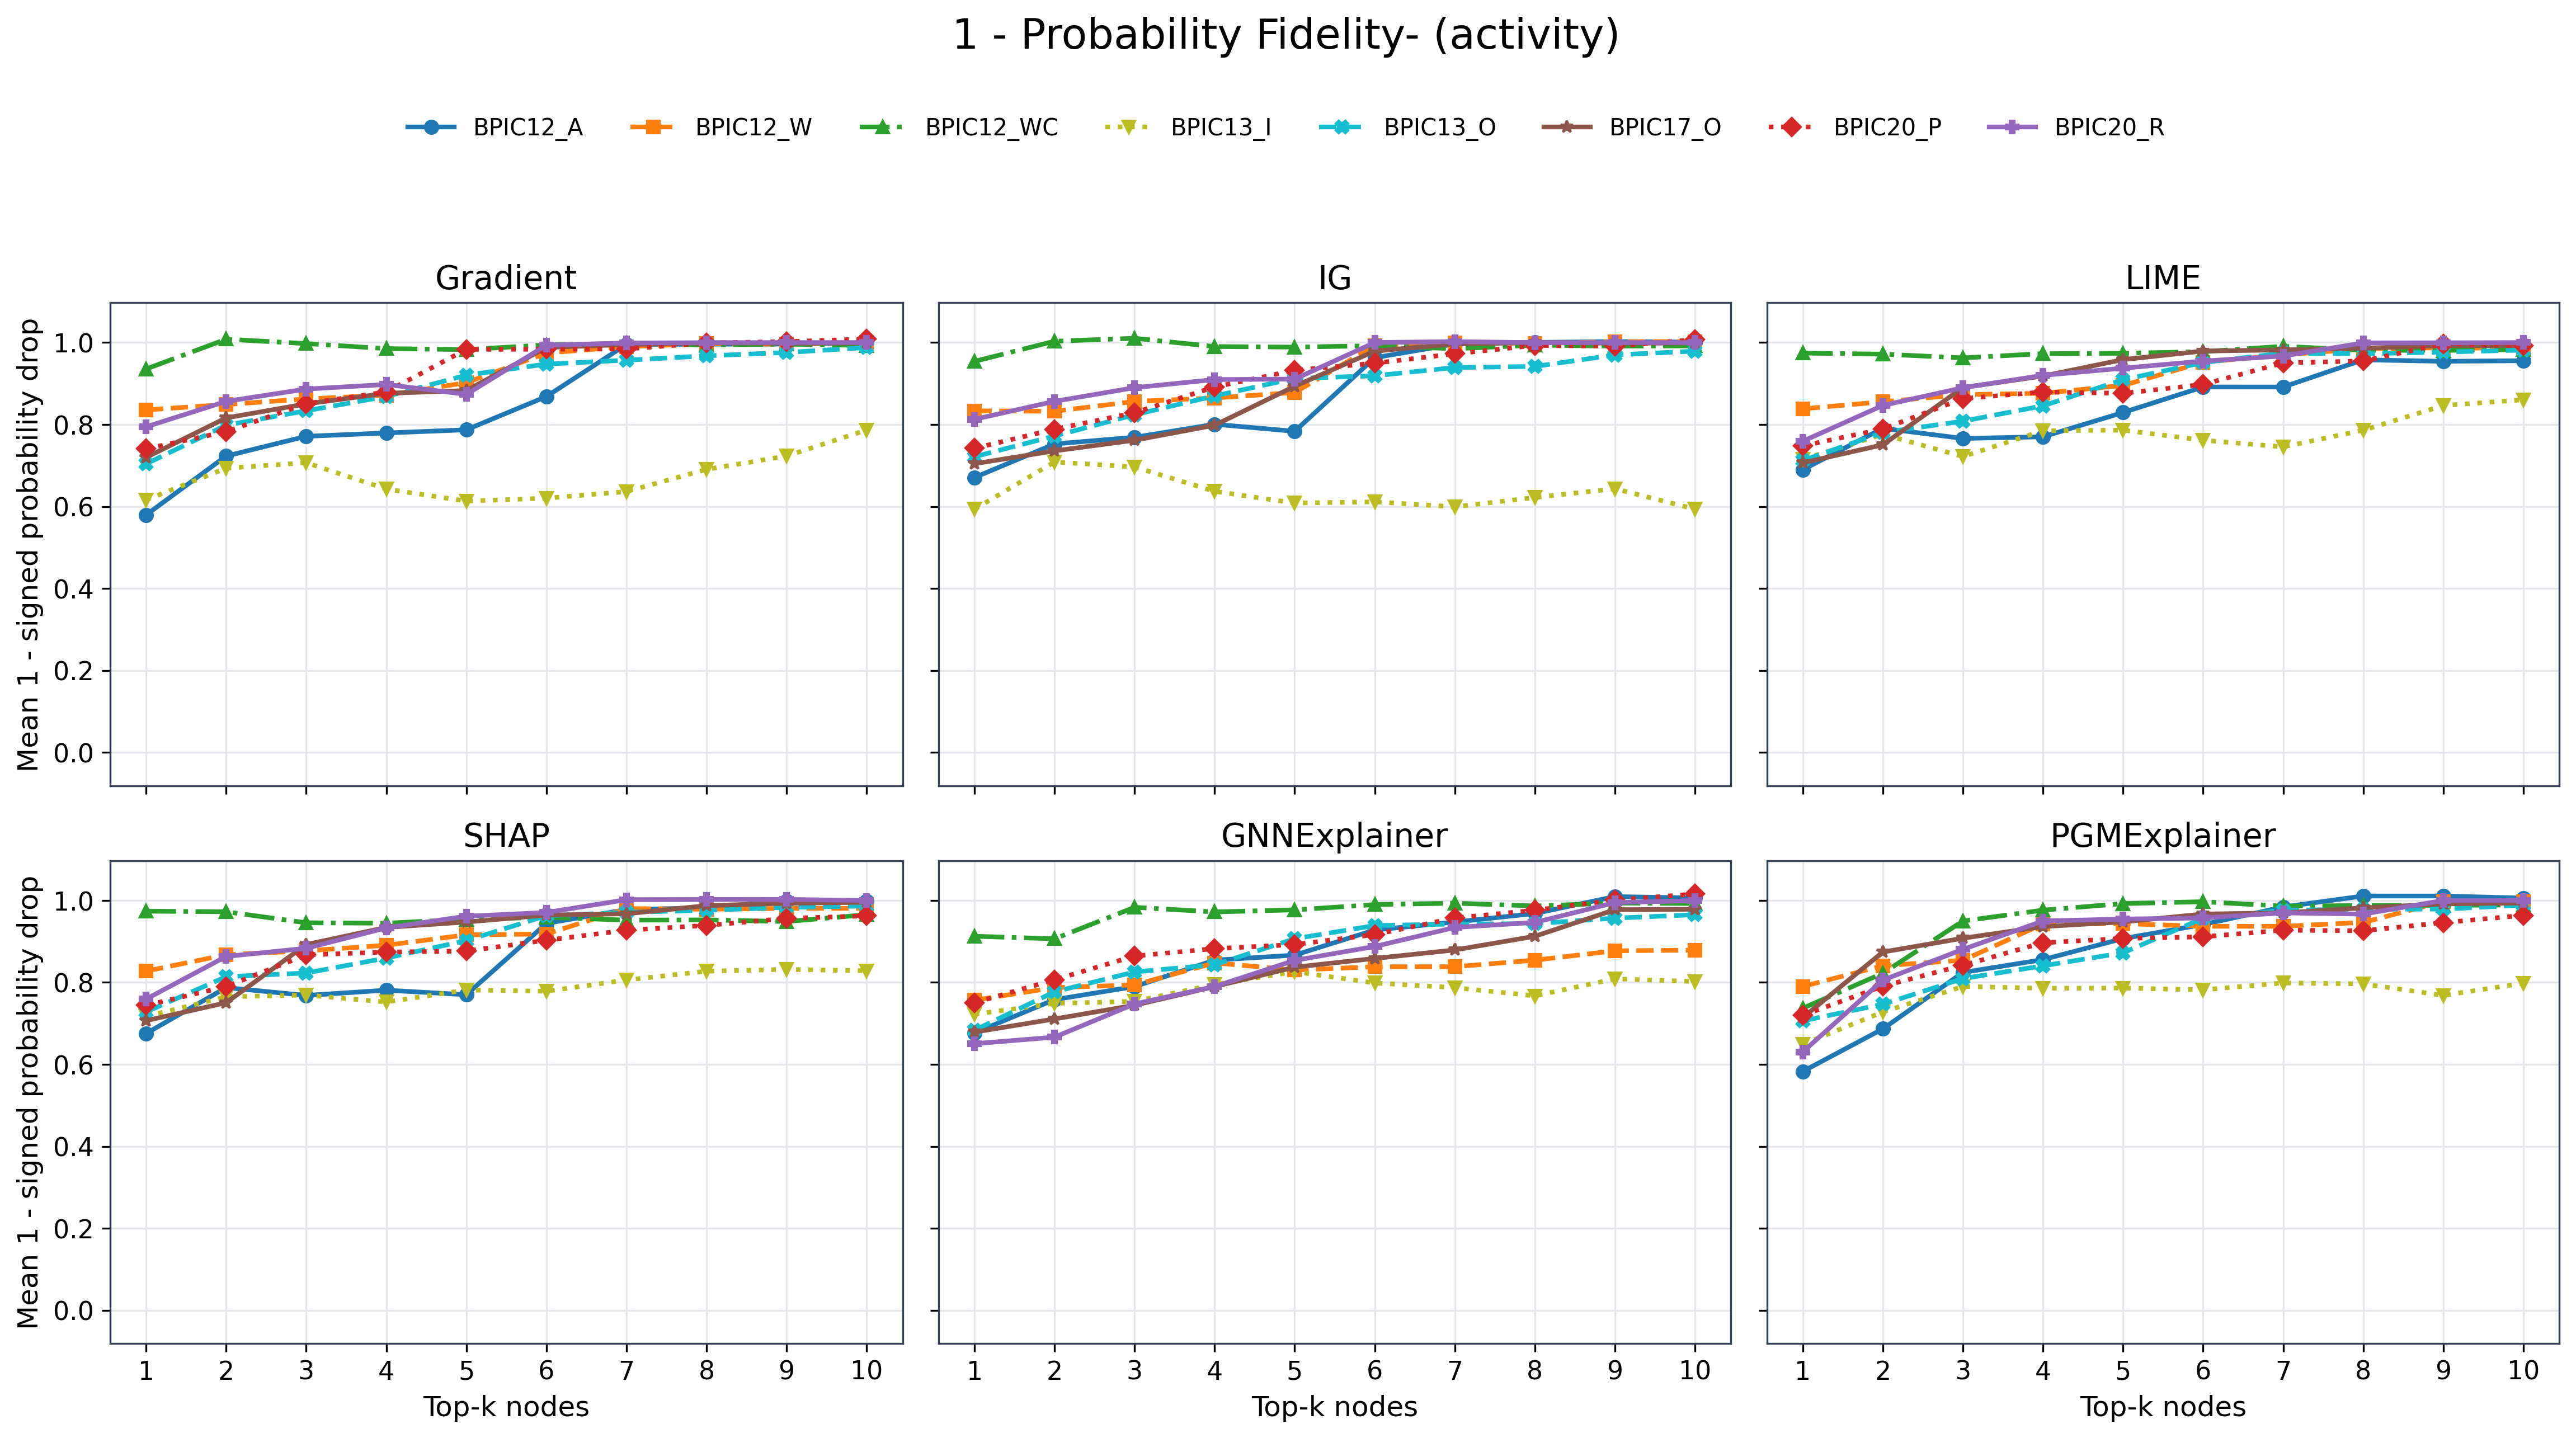 1 - Probability Fidelity- (activity)
BPIC12_A BPIC12_W BPIC12_WC BPIC13_I BPIC13_O BPIC17_O BPIC20_P BPIC20_R
Gradient IG LIME
Mean 1 - signed probability drop
1.0
0.8
0.6
0.4
0.2
0.0
SHAP GNNExplainer PGMExplainer
Mean 1 - signed probability drop
1.0
0.8
0.6
0.4
0.2
0.0
1 2 3 4 5 6 7 8 9 10 1 2 3 4 5 6 7 8 9 10 1 2 3 4 5 6 7 8 9 10
Top-k nodes Top-k nodes Top-k nodes